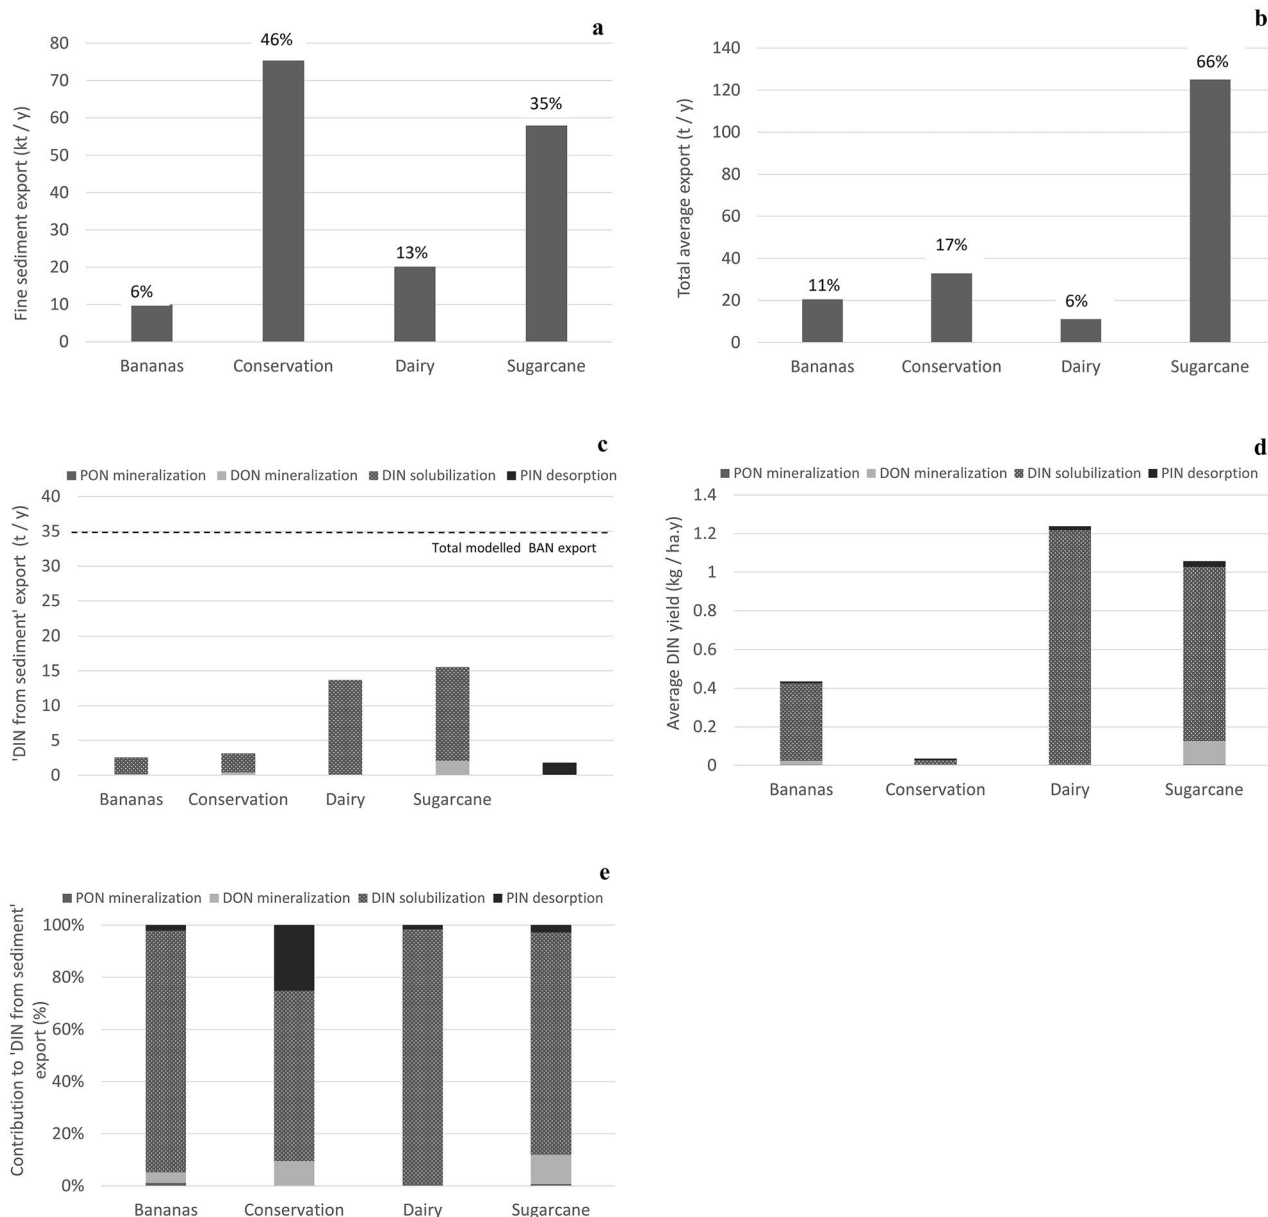 a
Fine sediment export (kt / y)
80
70
60
50
40
30
20
10
0
6%
46%
13%
35%
Bananas Conservation Dairy Sugarcane
b
Total average export (t / y)
140
120
100
80
60
40
20
0
11%
17%
6%
66%
Bananas Conservation Dairy Sugarcane
c
PON mineralization DON mineralization DIN solubilization PIN desorption
'DIN from sediment' export (t / y)
40
35
30
25
20
15
10
5
0
Total modelled BAN export
Bananas Conservation Dairy Sugarcane
d
PON mineralization DON mineralization DIN solubilization PIN desorption
Average DIN yield (kg / ha.y)
1.4
1.2
1
0.8
0.6
0.4
0.2
0
Bananas Conservation Dairy Sugarcane
e
PON mineralization DON mineralization DIN solubilization PIN desorption
Contribution to 'DIN from sediment'
export (%)
100%
80%
60%
40%
20%
0%
Bananas Conservation Dairy Sugarcane